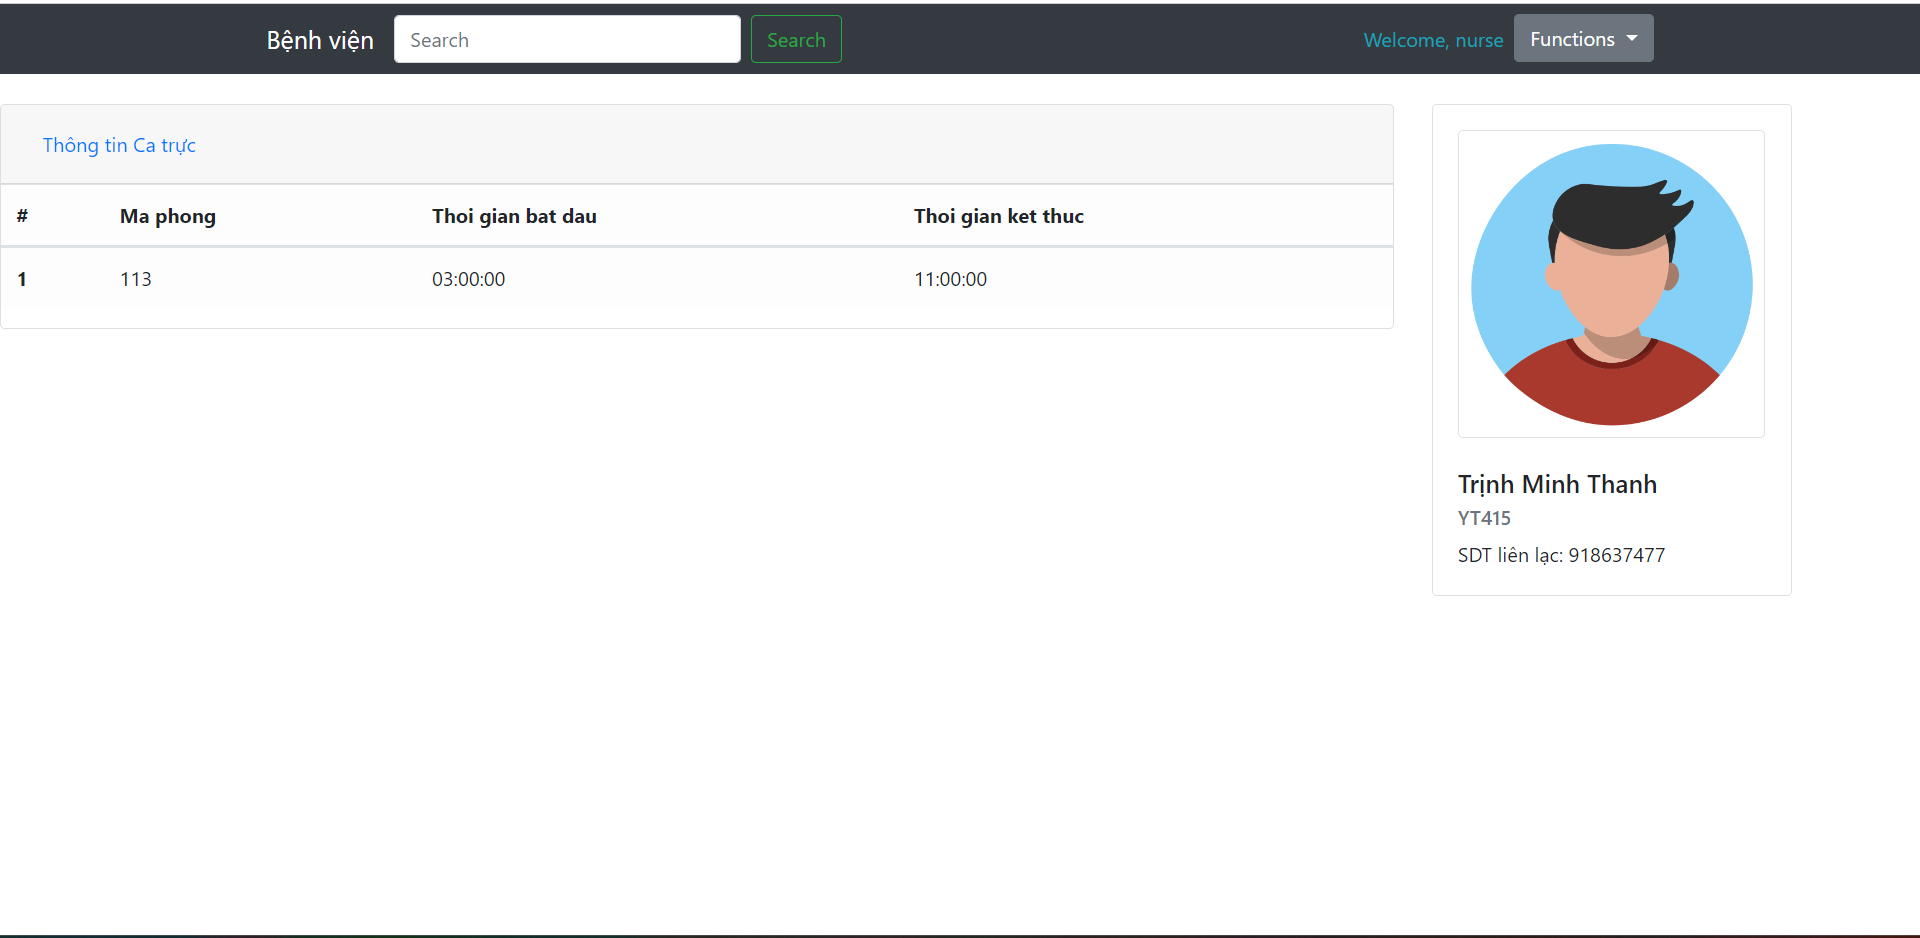 Bệnh viện Search Search Welcome, nurse Functions
Thông tin Ca trực
# Ma phong Thoi gian bat dau Thoi gian ket thuc
1 113 03:00:00 11:00:00
Trịnh Minh Thanh
YT415
SDT liên lạc: 918637477